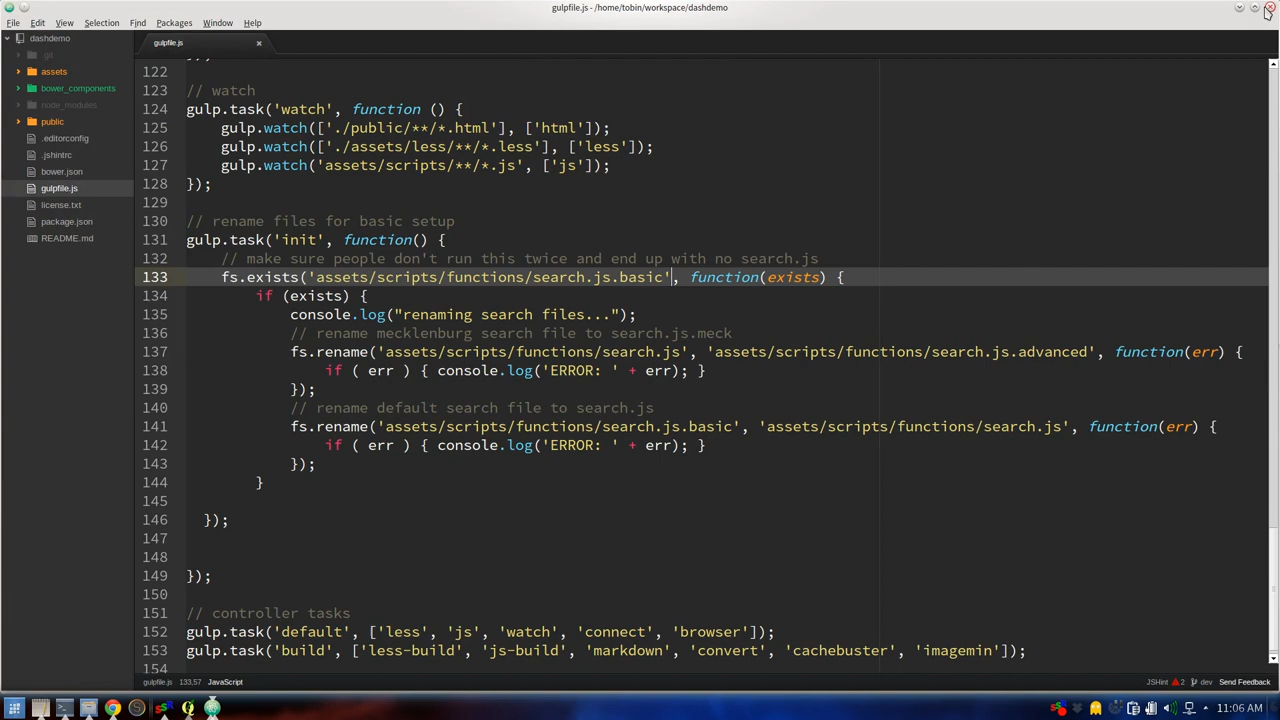 gulpfile.js - /home/tobin/workspace/dashdemo
File Edit View Selection Find Packages Window Help
dashdemo
.git
assets
bower_components
node_modules
public
.editorconfig
.jshintrc
bower.json
gulpfile.js
license.txt
package.json
README.md
gulpfile.js
122
123 // watch
124 gulp.task('watch', function () {
125 gulp.watch(['./public/**/*.html'], ['html']);
126 gulp.watch(['./assets/less/**/*.less'], ['less']);
127 gulp.watch('assets/scripts/**/*.js', ['js']);
128 });
129
130 // rename files for basic setup
131 gulp.task('init', function() {
132 // make sure people don't run this twice and end up with no search.js
133 fs.exists('assets/scripts/functions/search.js.basic', function(exists) {
134 if (exists) {
135 console.log("renaming search files...");
136 // rename mecklenburg search file to search.js.meck
137 fs.rename('assets/scripts/functions/search.js', 'assets/scripts/functions/search.js.advanced', function(err) {
138 if ( err ) { console.log('ERROR: ' + err); }
139 });
140 // rename default search file to search.js
141 fs.rename('assets/scripts/functions/search.js.basic', 'assets/scripts/functions/search.js', function(err) {
142 if ( err ) { console.log('ERROR: ' + err); }
143 });
144 }
145
146 });
147
148
149 });
150
151 // controller tasks
152 gulp.task('default', ['less', 'js', 'watch', 'connect', 'browser']);
153 gulp.task('build', ['less-build', 'js-build', 'markdown', 'convert', 'cachebuster', 'imagemin']);
154
gulpfile.js 133,57 JavaScript JSHint 2 dev Send Feedback
11:06 AM